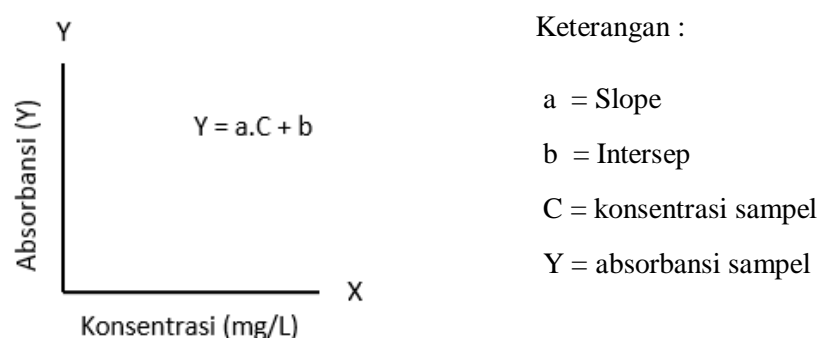 Y
Absorbansi (Y)
Y = a.C + b
X
Konsentrasi (mg/L)
Keterangan :
a = Slope
b = Intersep
C = konsentrasi sampel
Y = absorbansi sampel